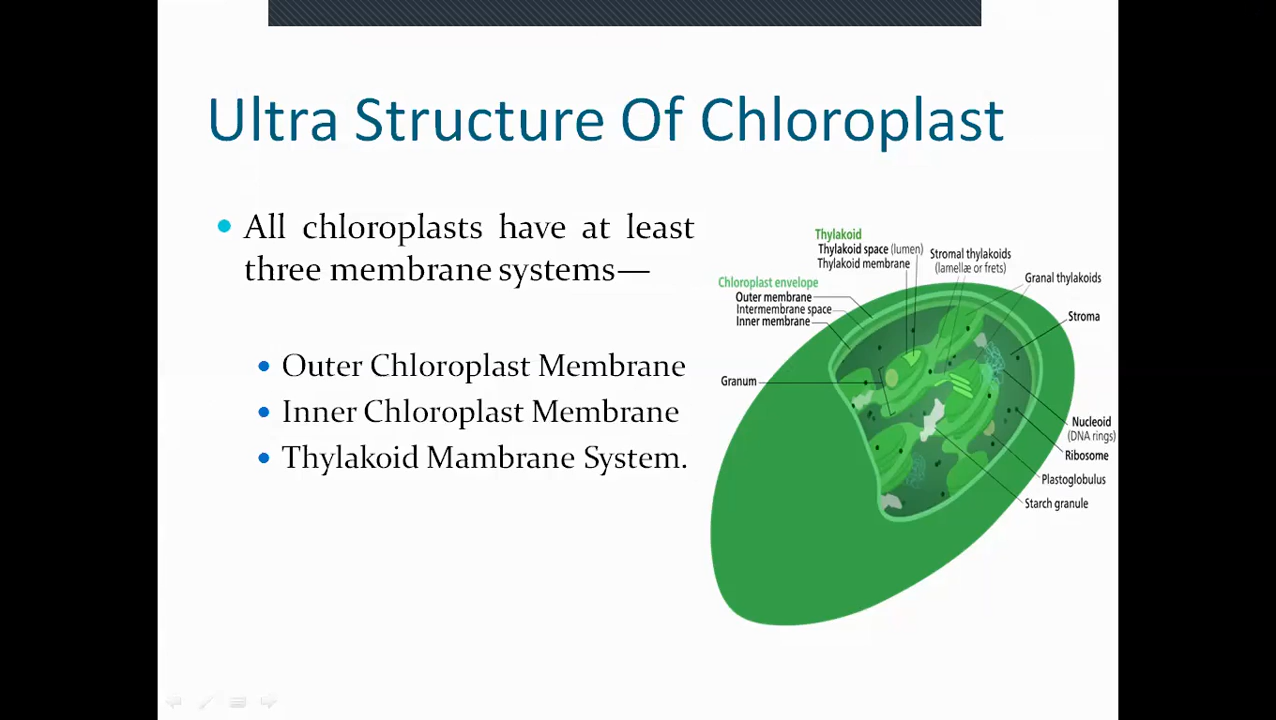 Ultra Structure Of Chloroplast
All chloroplasts have at least
three membrane systems—
Outer Chloroplast Membrane
Inner Chloroplast Membrane
Thylakoid Mambrane System.
Thylakoid
Thylakoid space (lumen)
Thylakoid membrane
Stromal thylakoids
(lamellæ or frets)
Granal thylakoids
Chloroplast envelope
Outer membrane
Intermembrane space
Inner membrane
Stroma
Granum
Nucleoid
(DNA rings)
Ribosome
Plastoglobulus
Starch granule